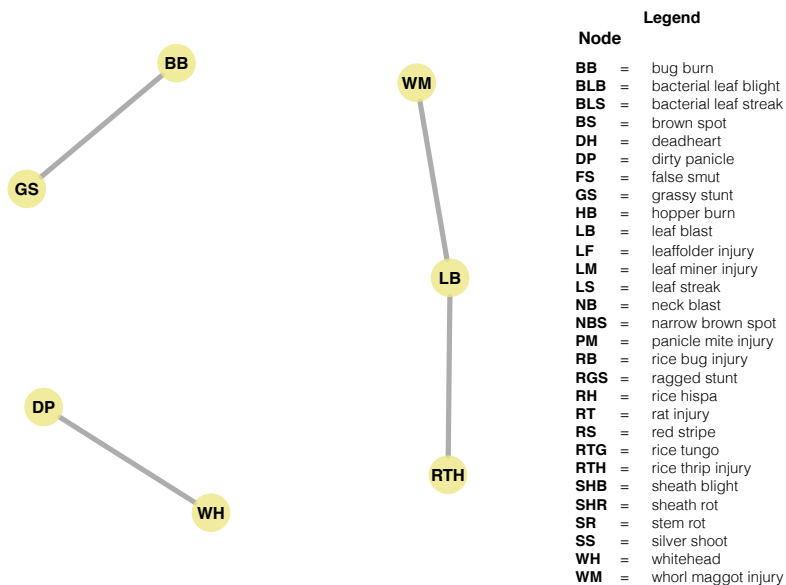 BB
GS
WM
LB
RTH
DP
WH
Legend
Node
BB = bug burn
BLB = bacterial leaf blight
BLS = bacterial leaf streak
BS = brown spot
DH = deadheart
DP = dirty panicle
FS = false smut
GS = grassy stunt
HB = hopper burn
LB = leaf blast
LF = leaffolder injury
LM = leaf miner injury
LS = leaf streak
NB = neck blast
NBS = narrow brown spot
PM = panicle mite injury
RB = rice bug injury
RGS = ragged stunt
RH = rice hispa
RT = rat injury
RS = red stripe
RTG = rice tungo
RTH = rice thrip injury
SHB = sheath blight
SHR = sheath rot
SR = stem rot
SS = silver shoot
WH = whitehead
WM = whorl maggot injury